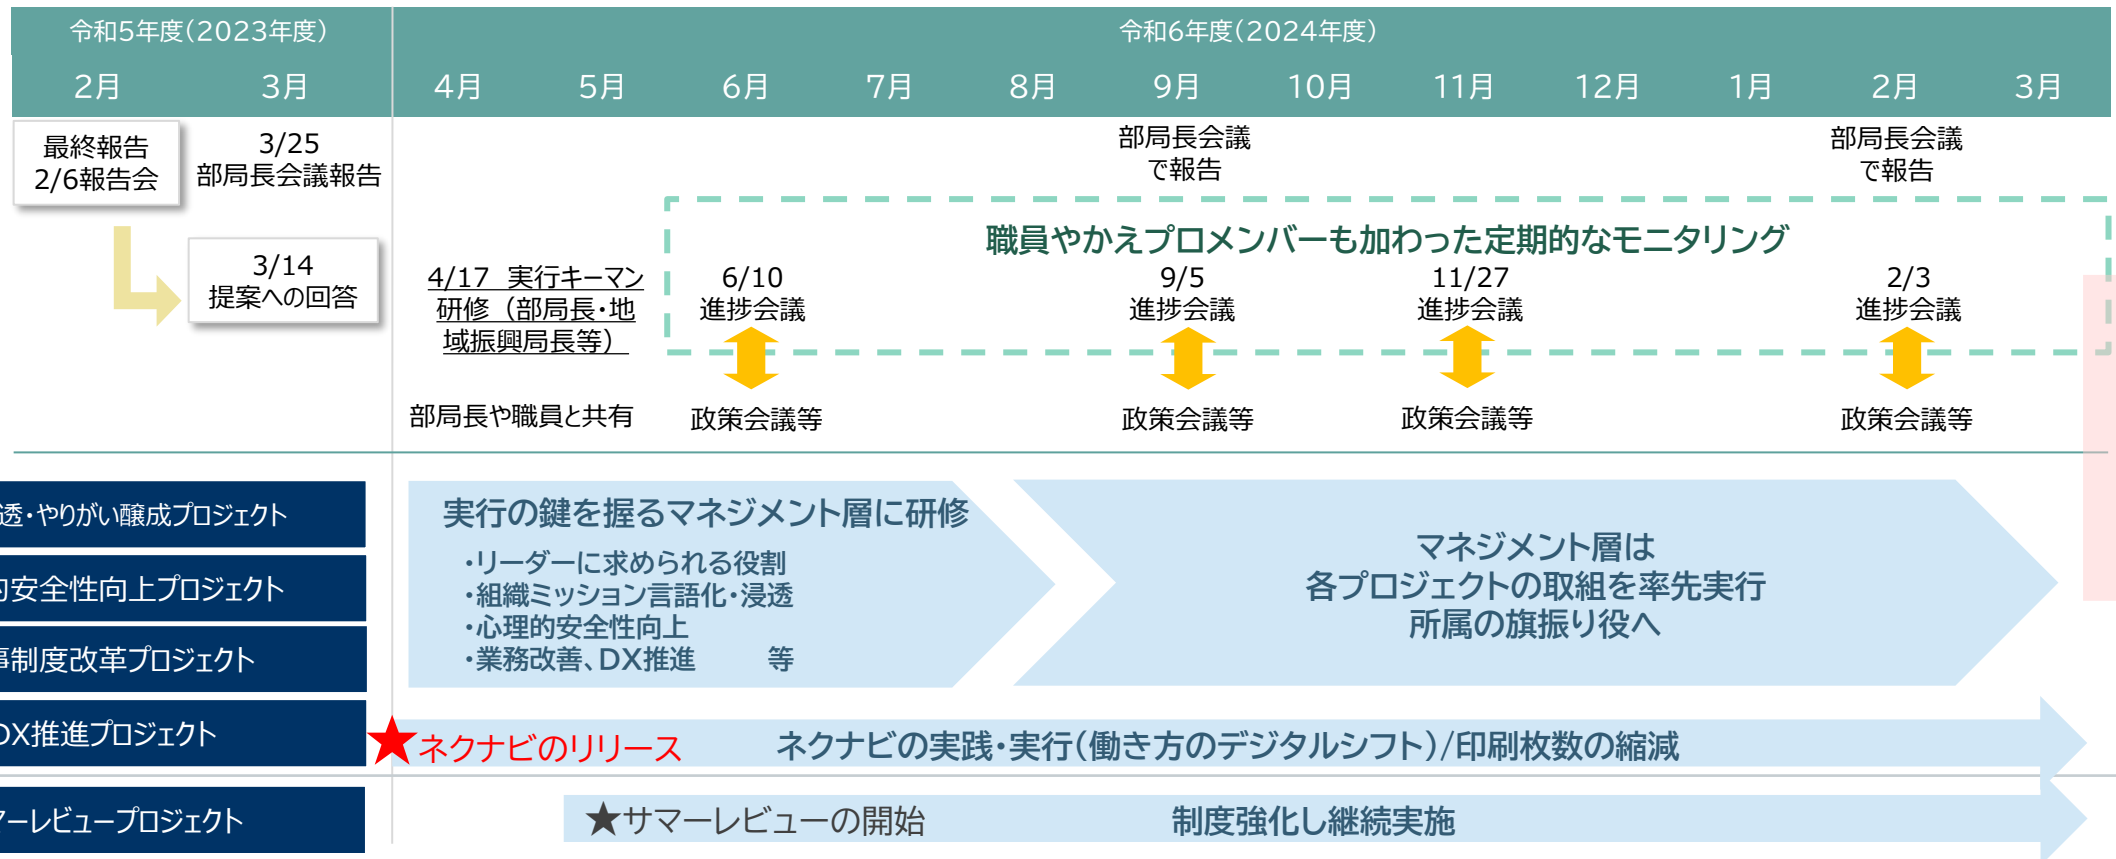 令和5年度(2023年度)
令和6年度(2024年度)
2月
3月
4月
5月
6月
7月
8月
9月
10月
11月
12月
1月
2月
3月
最終報告
2/6報告会
3/25
部局長会議報告
部局長会議
で報告
部局長会議
で報告
職員やかえプロメンバーも加わった定期的なモニタリング
3/14
提案への回答
4/17 実行キーマン
研修（部局長・地
域振興局長等）
6/10
進捗会議
9/5
進捗会議
11/27
進捗会議
2/3
進捗会議
部局長や職員と共有
政策会議等
政策会議等
政策会議等
政策会議等
透・やりがい醸成プロジェクト
的安全性向上プロジェクト
事制度改革プロジェクト
DX推進プロジェクト
マーレビュープロジェクト
実行の鍵を握るマネジメント層に研修
・リーダーに求められる役割
・組織ミッション言語化・浸透
・心理的安全性向上
・業務改善、DX推進 等
マネジメント層は
各プロジェクトの取組を率先実行
所属の旗振り役へ
★ネクナビのリリース
ネクナビの実践・実行(働き方のデジタルシフト)/印刷枚数の縮減
★サマーレビューの開始
制度強化し継続実施